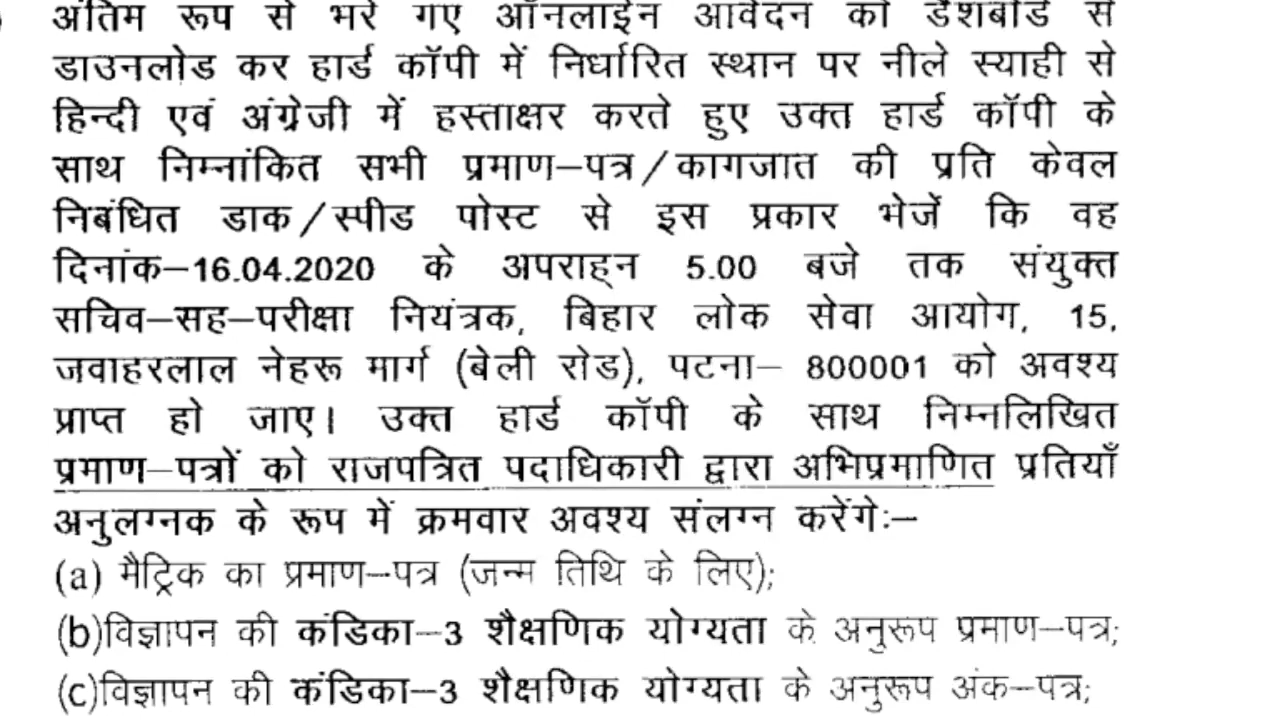 अंतिम रूप से भरे गए ऑनलाईन आवेदन को डैशबोर्ड से
डाउनलोड कर हार्ड कॉपी में निर्धारित स्थान पर नीले स्याही से
हिन्दी एवं अंग्रेजी में हस्ताक्षर करते हुए उक्त हार्ड कॉपी के
साथ निम्नांकित सभी प्रमाण–पत्र/कागजात की प्रति केवल
निबंधित डाक/स्पीड पोस्ट से इस प्रकार भेजें कि वह
दिनांक–16.04.2020 के अपराह्न 5.00 बजे तक संयुक्त
सचिव–सह–परीक्षा नियंत्रक, बिहार लोक सेवा आयोग, 15,
जवाहरलाल नेहरू मार्ग (बेली रोड), पटना– 800001 को अवश्य
प्राप्त हो जाए। उक्त हार्ड कॉपी के साथ निम्नलिखित
प्रमाण–पत्रों को राजपत्रित पदाधिकारी द्वारा अभिप्रमाणित प्रतियाँ
अनुलग्नक के रूप में क्रमवार अवश्य संलग्न करेंगेः–
(a) मैट्रिक का प्रमाण–पत्र (जन्म तिथि के लिए);
(b)विज्ञापन की कंडिका–3 शैक्षणिक योग्यता के अनुरूप प्रमाण–पत्र;
(c)विज्ञापन की कंडिका–3 शैक्षणिक योग्यता के अनुरूप अंक–पत्र;